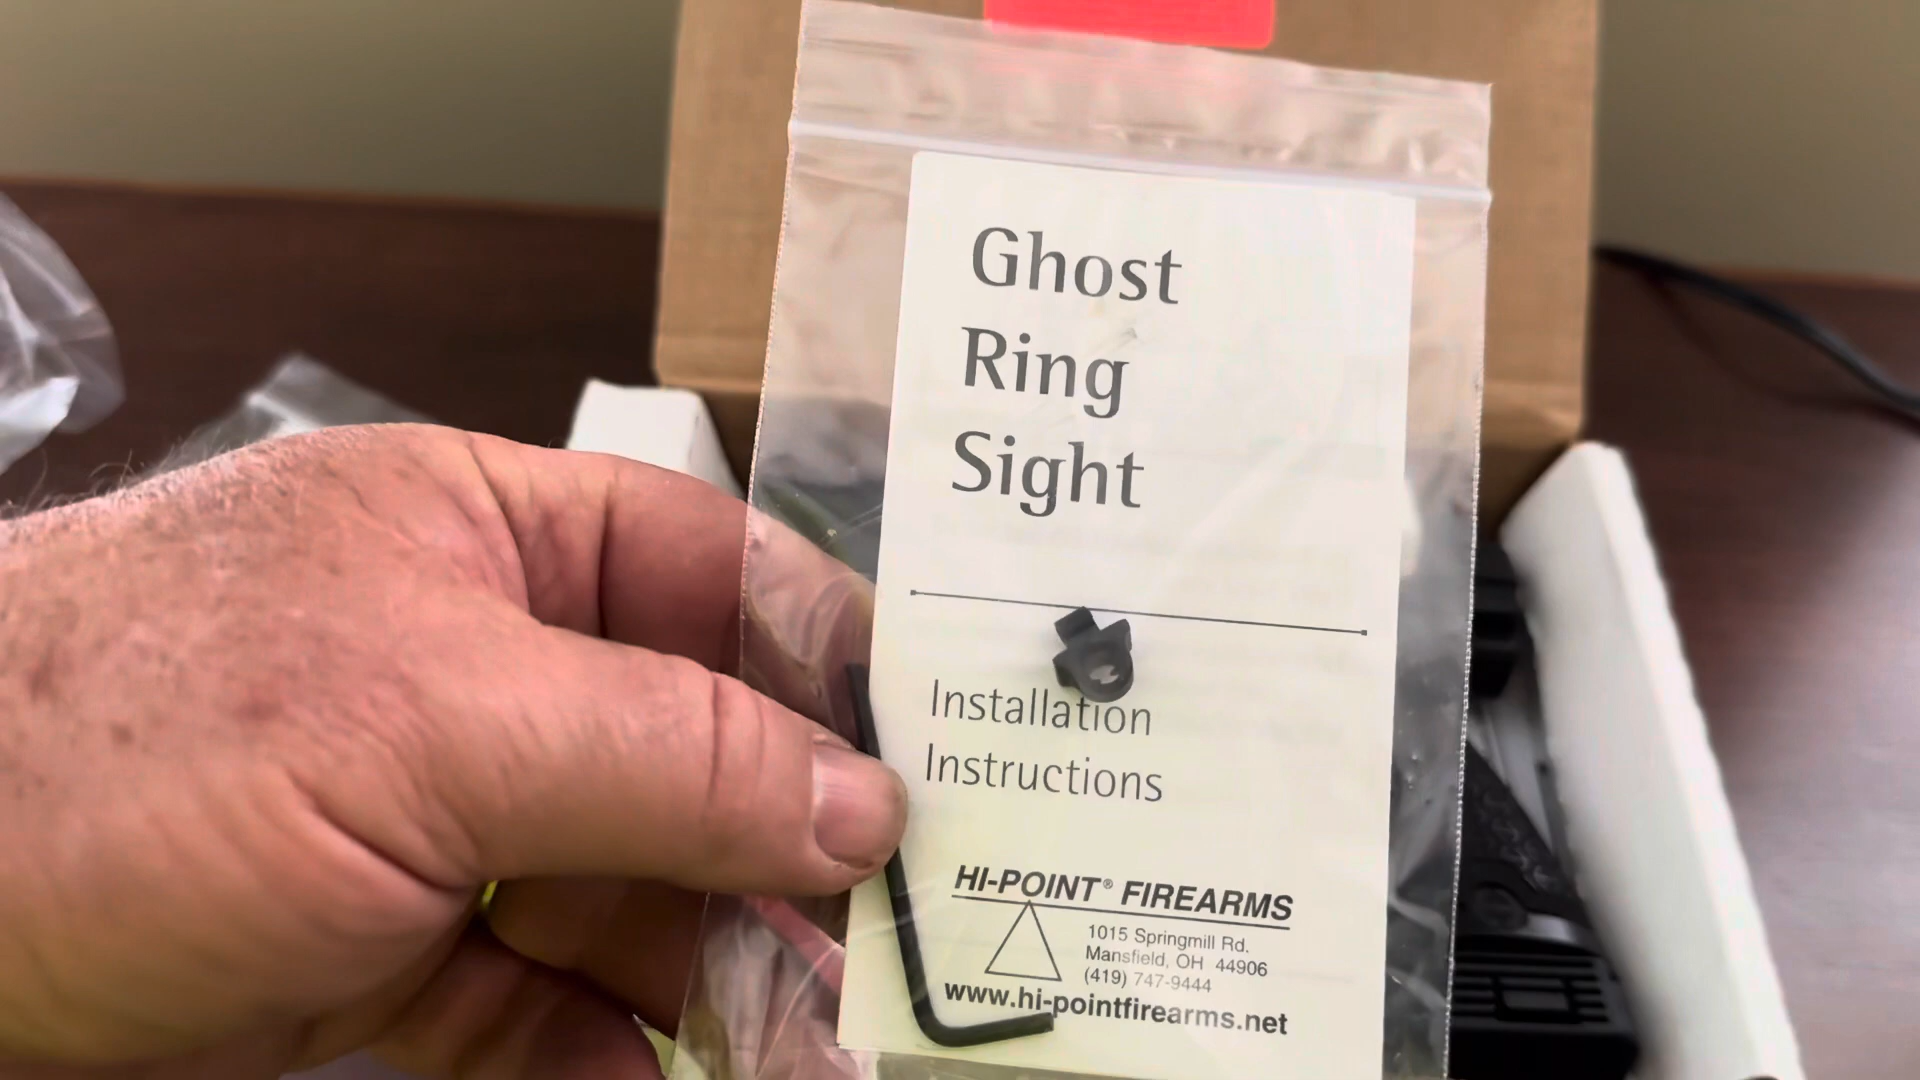 Ghost
Ring
Sight
Installation
Instructions
HI-POINT® FIREARMS
1015 Springmill Rd.
Mansfield, OH 44906
(419) 747-9444
www.hi-pointfirearms.net